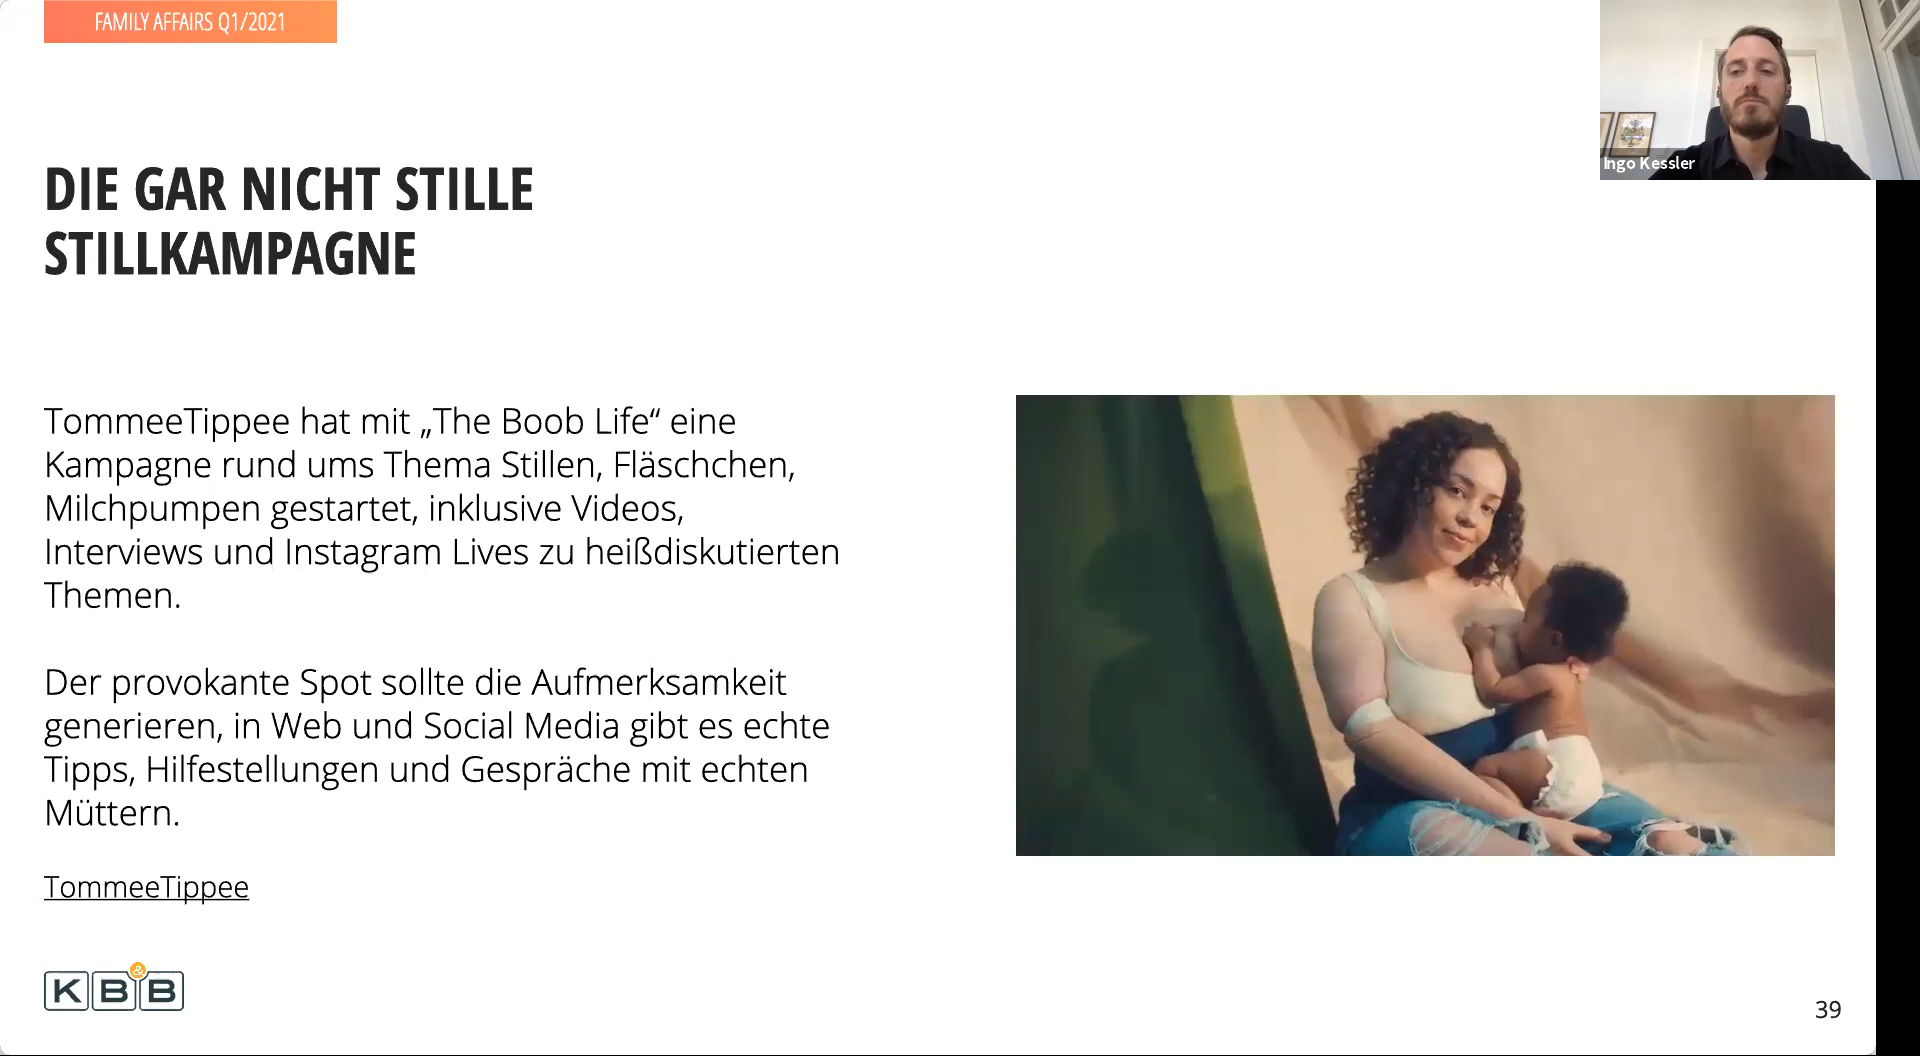 FAMILY AFFAIRS Q1/2021
Ingo Kessler
DIE GAR NICHT STILLE
STILLKAMPAGNE
TommeeTippee hat mit „The Boob Life“ eine
Kampagne rund ums Thema Stillen, Fläschchen,
Milchpumpen gestartet, inklusive Videos,
Interviews und Instagram Lives zu heißdiskutierten
Themen.
Der provokante Spot sollte die Aufmerksamkeit
generieren, in Web und Social Media gibt es echte
Tipps, Hilfestellungen und Gespräche mit echten
Müttern.
TommeeTippee
KB&B
39